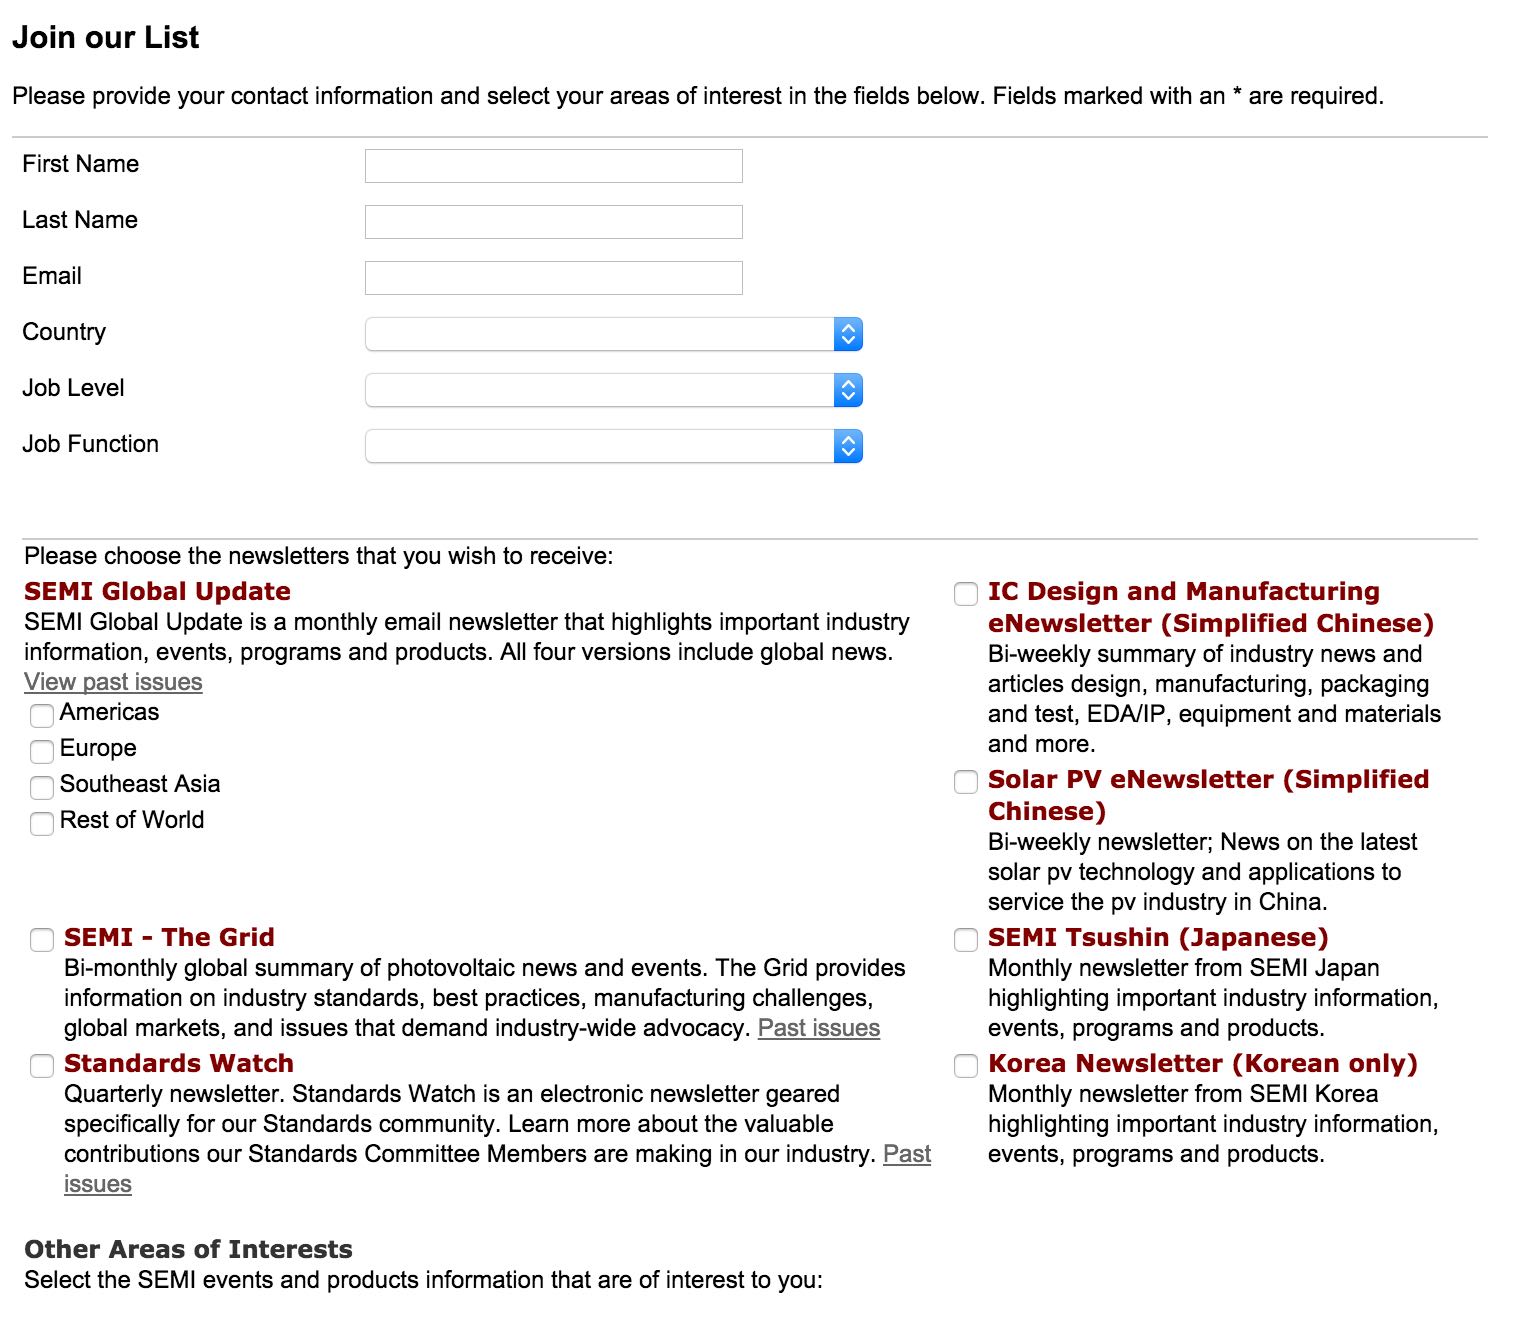 Join our List
Please provide your contact information and select your areas of interest in the fields below. Fields marked with an * are required.
First Name
Last Name
Email
Country
Job Level
Job Function
Please choose the newsletters that you wish to receive:
SEMI Global Update
SEMI Global Update is a monthly email newsletter that highlights important industry
information, events, programs and products. All four versions include global news.
View past issues
Americas
Europe
Southeast Asia
Rest of World
IC Design and Manufacturing
eNewsletter (Simplified Chinese)
Bi-weekly summary of industry news and
articles design, manufacturing, packaging
and test, EDA/IP, equipment and materials
and more.
Solar PV eNewsletter (Simplified
Chinese)
Bi-weekly newsletter; News on the latest
solar pv technology and applications to
service the pv industry in China.
SEMI - The Grid
Bi-monthly global summary of photovoltaic news and events. The Grid provides
information on industry standards, best practices, manufacturing challenges,
global markets, and issues that demand industry-wide advocacy. Past issues
SEMI Tsushin (Japanese)
Monthly newsletter from SEMI Japan
highlighting important industry information,
events, programs and products.
Standards Watch
Quarterly newsletter. Standards Watch is an electronic newsletter geared
specifically for our Standards community. Learn more about the valuable
contributions our Standards Committee Members are making in our industry. Past
issues
Korea Newsletter (Korean only)
Monthly newsletter from SEMI Korea
highlighting important industry information,
events, programs and products.
Other Areas of Interests
Select the SEMI events and products information that are of interest to you: